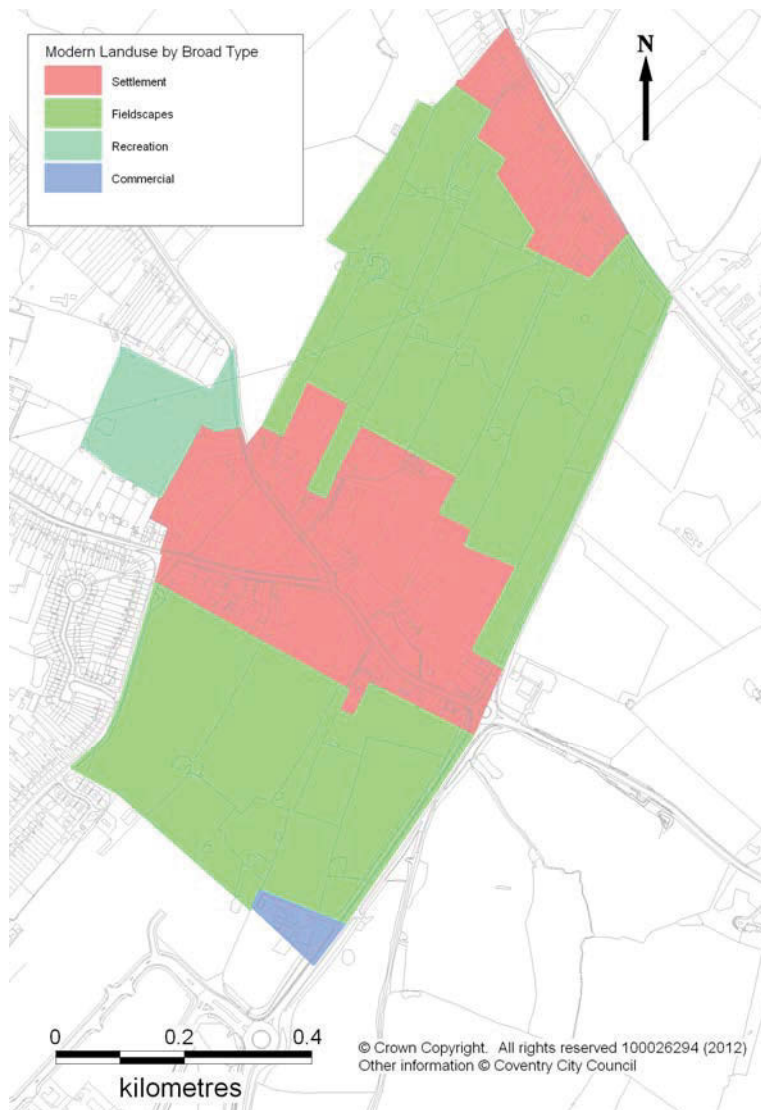 Modern Landuse by Broad Type
Settlement
Fieldscapes
Recreation
Commercial
N
0 0.2 0.4
kilometres
© Crown Copyright. All rights reserved 100026294 (2012)
Other information © Coventry City Council